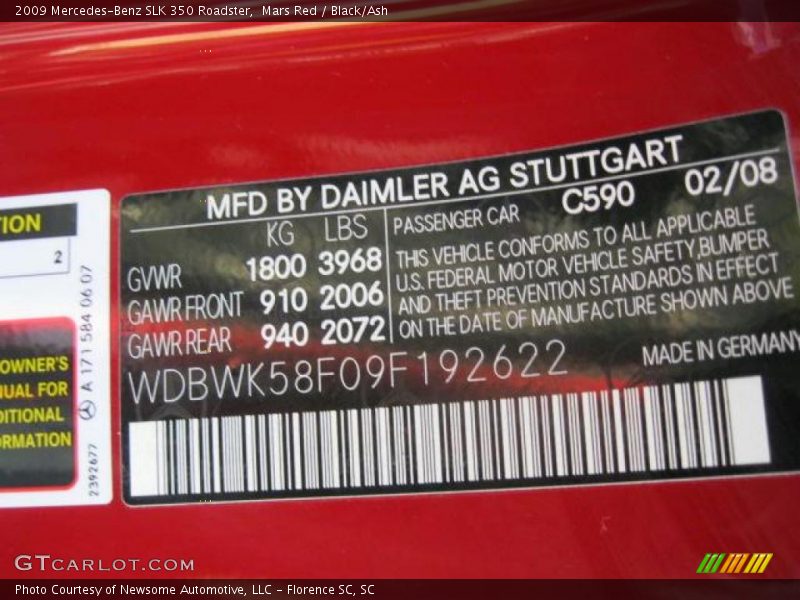 2009 Mercedes-Benz SLK 350 Roadster,  Mars Red / Black/Ash
TION
2
A 171 584 06 07
OWNER'S
UAL FOR
DITIONAL
ORMATION
2392677
MFD BY DAIMLER AG STUTTGART
KG LBS
GVWR 1800 3968
GAWR FRONT 910 2006
GAWR REAR 940 2072
PASSENGER CAR C590 02/08
THIS VEHICLE CONFORMS TO ALL APPLICABLE
U.S. FEDERAL MOTOR VEHICLE SAFETY,BUMPER
AND THEFT PREVENTION STANDARDS IN EFFECT
ON THE DATE OF MANUFACTURE SHOWN ABOVE
WDBWK58F09F192622
MADE IN GERMANY
GTCARLOT.COM
Photo Courtesy of Newsome Automotive, LLC - Florence SC, SC